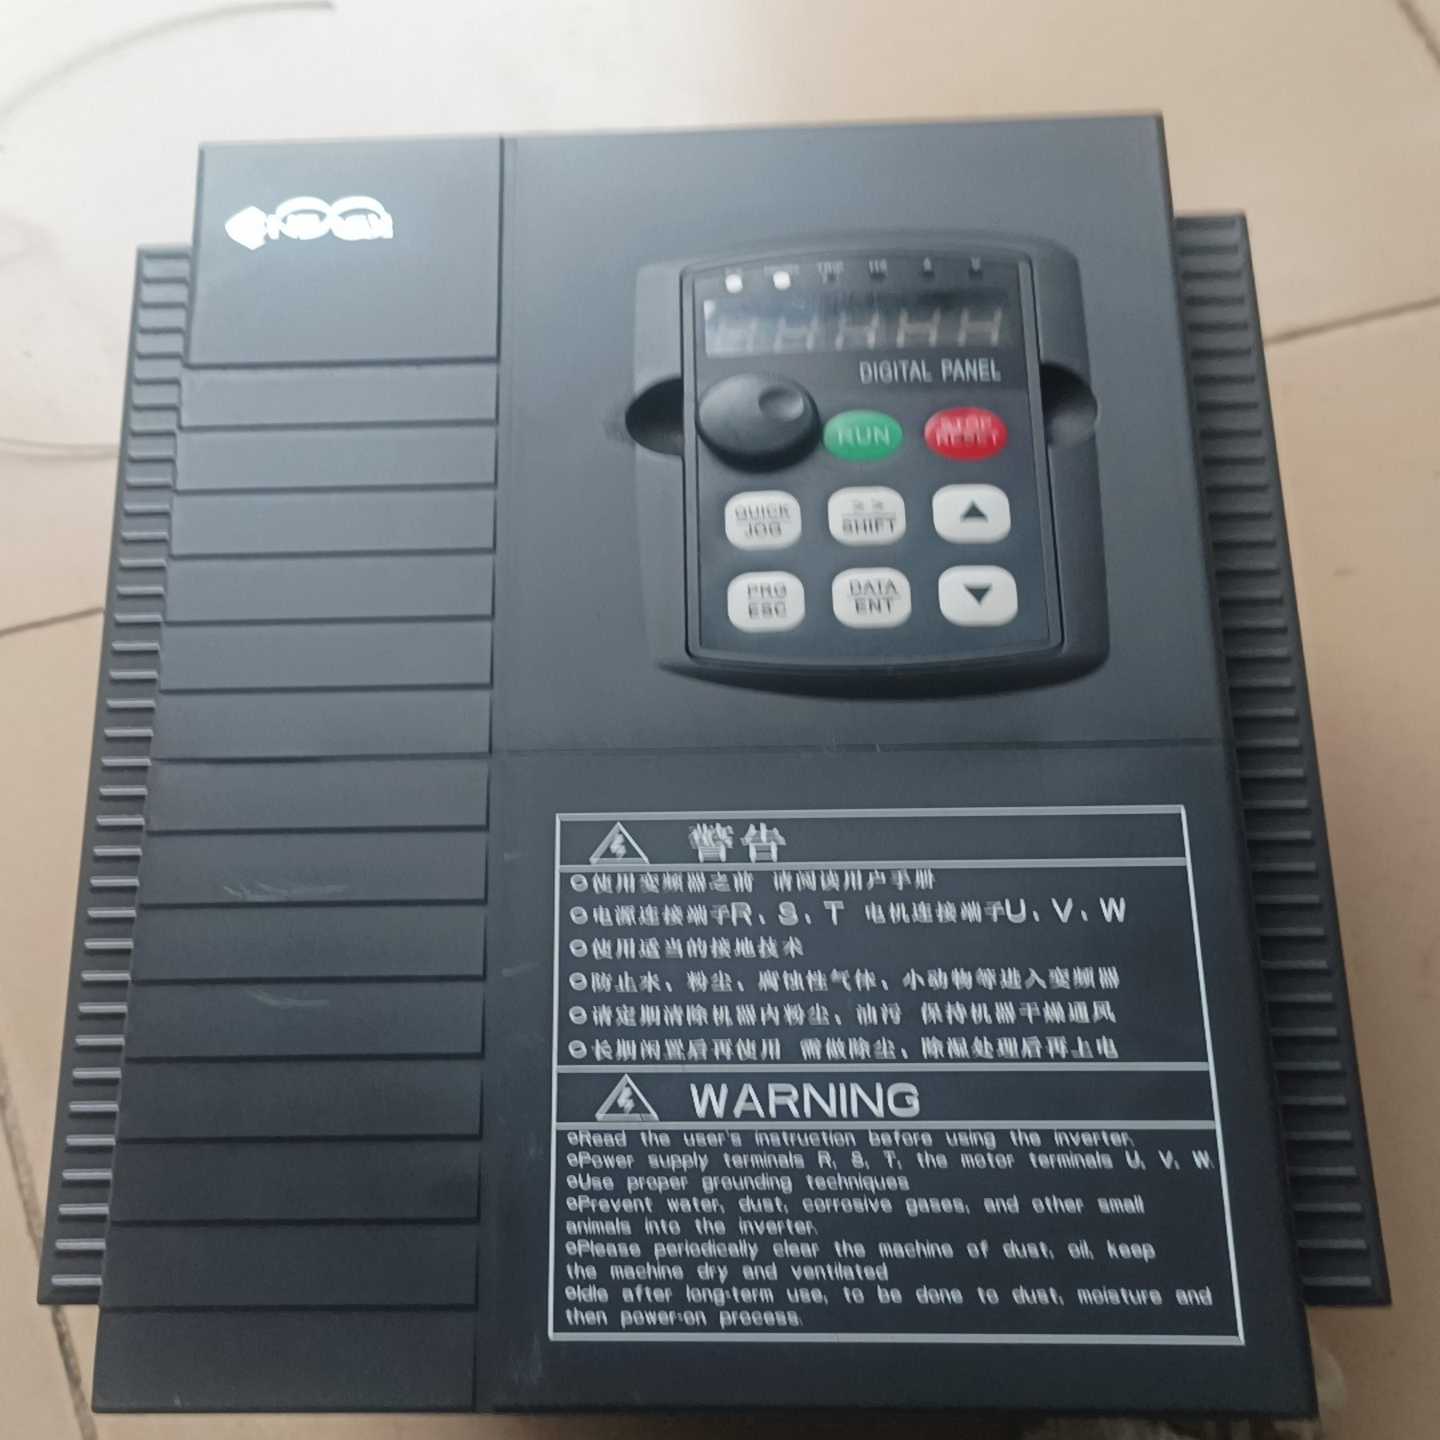 DIGITAL PANEL
RUN
STOP
RESET
QUICK
JOG
>>
SHIFT
▲
PRG
ESC
DATA
ENT
▼
警告
使用变频器之前 请阅读用户手册
电源连接端子R、S、T 电机连接端子U、V、W
使用适当的接地技术
防止水、粉尘、腐蚀性气体、小动物等进入变频器
请定期清除机器内粉尘、油污 保持机器干燥通风
长期闲置后再使用 需做除尘、除湿处理后再上电
WARNING
Read the user's instruction before using the inverter.
Power supply terminals R, S, T, the motor terminals U, V, W.
Use proper grounding techniques
Prevent water, dust, corrosive gases, and other small
animals into the inverter.
Please periodically clear the machine of dust, oil, keep
the machine dry and ventilated
Idle after long-term use, to be done to dust, moisture and
then power-on process.